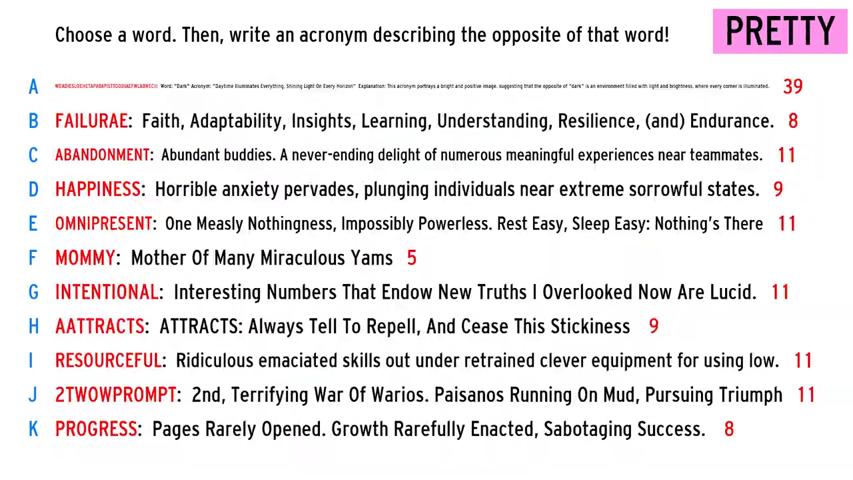 Choose a word. Then, write an acronym describing the opposite of that word!
PRETTY
A Word: "Dark" Acronym: "Daytime Illuminates Everything, Shining Light On Every Horizon" Explanation: This acronym portrays a bright and positive image, suggesting that the opposite of "dark" is an environment filled with light and brightness, where every corner is illuminated. 39
B FAILURAE: Faith, Adaptability, Insights, Learning, Understanding, Resilience, (and) Endurance. 8
C ABANDONMENT: Abundant buddies. A never-ending delight of numerous meaningful experiences near teammates. 11
D HAPPINESS: Horrible anxiety pervades, plunging individuals near extreme sorrowful states. 9
E OMNIPRESENT: One Measly Nothingness, Impossibly Powerless. Rest Easy, Sleep Easy: Nothing's There 11
F MOMMY: Mother Of Many Miraculous Yams 5
G INTENTIONAL: Interesting Numbers That Endow New Truths I Overlooked Now Are Lucid. 11
H AATTRACTS: ATTRACTS: Always Tell To Repell, And Cease This Stickiness 9
I RESOURCEFUL: Ridiculous emaciated skills out under retrained clever equipment for using low. 11
J 2TWOWPROMPT: 2nd, Terrifying War Of Warios. Paisanos Running On Mud, Pursuing Triumph 11
K PROGRESS: Pages Rarely Opened. Growth Rarefully Enacted, Sabotaging Success. 8